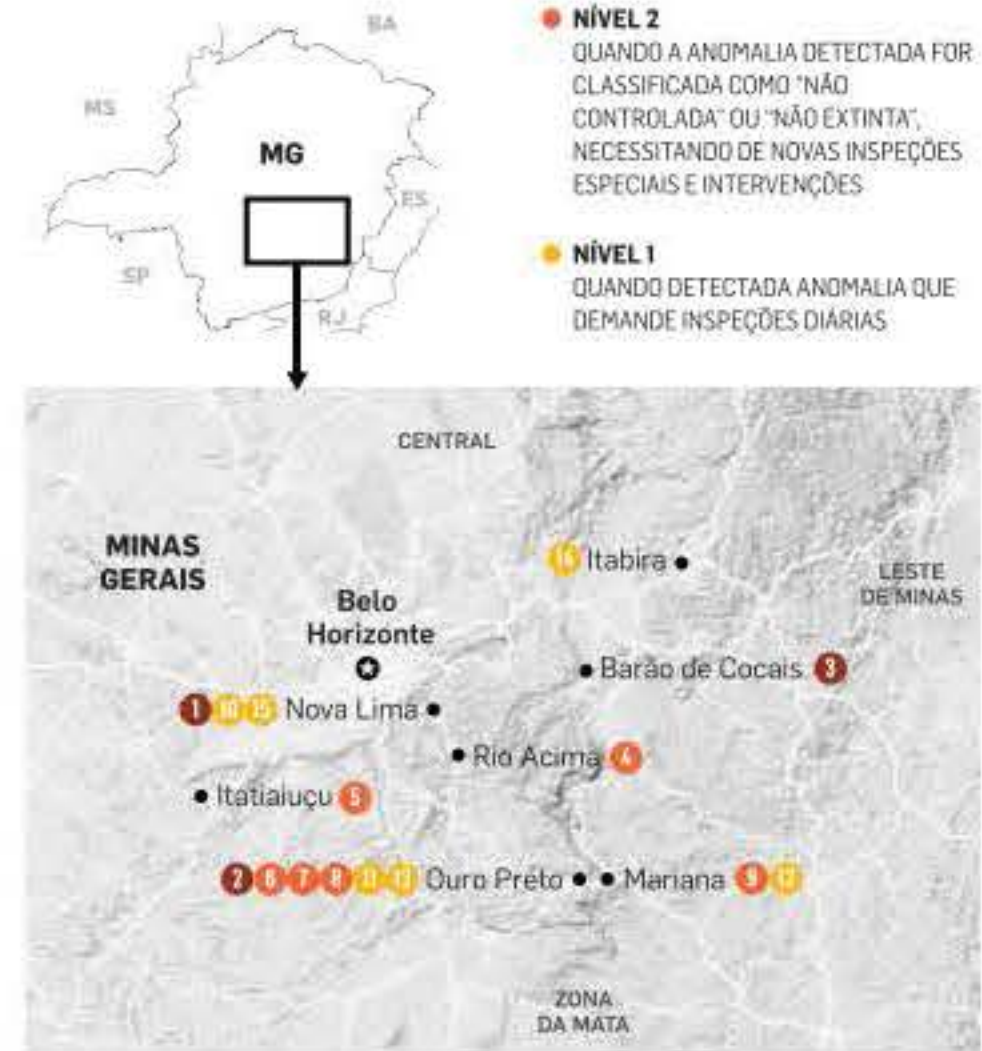 BA
MS
MG
ES
SP
RJ
NÍVEL 2
QUANDO A ANOMALIA DETECTADA FOR
CLASSIFICADA COMO "NÃO
CONTROLADA" OU "NÃO EXTINTA",
NECESSITANDO DE NOVAS INSPEÇÕES
ESPECIAIS E INTERVENÇÕES
NÍVEL 1
QUANDO DETECTADA ANOMALIA QUE
DEMANDE INSPEÇÕES DIÁRIAS
CENTRAL
MINAS
GERAIS
Itabira
LESTE
DE MINAS
Belo
Horizonte
Barão de Cocais 3
1 Nova Lima
Rio Acima 4
Itatiaiuçu 5
2 6 7 8 Ouro Preto
Mariana 9
ZONA
DA MATA